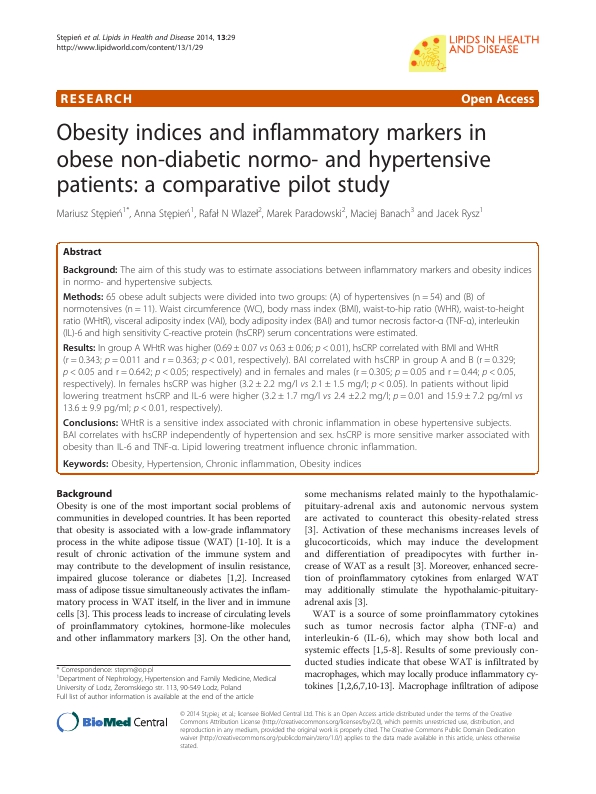 Stępień et al. Lipids in Health and Disease 2014, 13:29
http://www.lipidworld.com/content/13/1/29
LIPIDS IN HEALTH
AND DISEASE
RESEARCH
Open Access
Obesity indices and inflammatory markers in
obese non-diabetic normo- and hypertensive
patients: a comparative pilot study
Mariusz Stępień1*, Anna Stępień1, Rafał N Wlazeł2, Marek Paradowski2, Maciej Banach3 and Jacek Rysz1
Abstract
Background: The aim of this study was to estimate associations between inflammatory markers and obesity indices
in normo- and hypertensive subjects.
Methods: 65 obese adult subjects were divided into two groups: (A) of hypertensives (n = 54) and (B) of
normotensives (n = 11). Waist circumference (WC), body mass index (BMI), waist-to-hip ratio (WHR), waist-to-height
ratio (WHtR), visceral adiposity index (VAI), body adiposity index (BAI) and tumor necrosis factor-α (TNF-α), interleukin
(IL)-6 and high sensitivity C-reactive protein (hsCRP) serum concentrations were estimated.
Results: In group A WHtR was higher (0.69 ± 0.07 vs 0.63 ± 0.06; p < 0.01), hsCRP correlated with BMI and WHtR
(r = 0.343; p = 0.011 and r = 0.363; p < 0.01, respectively). BAI correlated with hsCRP in group A and B (r = 0.329;
p < 0.05 and r = 0.642; p < 0.05; respectively) and in females and males (r = 0.305; p = 0.05 and r = 0.44; p < 0.05,
respectively). In females hsCRP was higher (3.2 ± 2.2 mg/l vs 2.1 ± 1.5 mg/l; p < 0.05). In patients without lipid
lowering treatment hsCRP and IL-6 were higher (3.2 ± 1.7 mg/l vs 2.4 ±2.2 mg/l; p = 0.01 and 15.9 ± 7.2 pg/ml vs
13.6 ± 9.9 pg/ml; p < 0.01, respectively).
Conclusions: WHtR is a sensitive index associated with chronic inflammation in obese hypertensive subjects.
BAI correlates with hsCRP independently of hypertension and sex. hsCRP is more sensitive marker associated with
obesity than IL-6 and TNF-α. Lipid lowering treatment influence chronic inflammation.
Keywords: Obesity, Hypertension, Chronic inflammation, Obesity indices
Background
Obesity is one of the most important social problems of
communities in developed countries. It has been reported
that obesity is associated with a low-grade inflammatory
process in the white adipose tissue (WAT) [1-10]. It is a
result of chronic activation of the immune system and
may contribute to the development of insulin resistance,
impaired glucose tolerance or diabetes [1,2]. Increased
mass of adipose tissue simultaneously activates the inflam-
matory process in WAT itself, in the liver and in immune
cells [3]. This process leads to increase of circulating levels
of proinflammatory cytokines, hormone-like molecules
and other inflammatory markers [3]. On the other hand,
some mechanisms related mainly to the hypothalamic-
pituitary-adrenal axis and autonomic nervous system
are activated to counteract this obesity-related stress
[3]. Activation of these mechanisms increases levels of
glucocorticoids, which may induce the development
and differentiation of preadipocytes with further in-
crease of WAT as a result [3]. Moreover, enhanced secre-
tion of proinflammatory cytokines from enlarged WAT
may additionally stimulate the hypothalamic-pituitary-
adrenal axis [3].
WAT is a source of some proinflammatory cytokines
such as tumor necrosis factor alpha (TNF-α) and
interleukin-6 (IL-6), which may show both local and
systemic effects [1,5-8]. Results of some previously con-
ducted studies indicate that obese WAT is infiltrated by
macrophages, which may locally produce inflammatory cy-
tokines [1,2,6,7,10-13]. Macrophage infiltration of adipose
* Correspondence: stepm@op.pl
1Department of Nephrology, Hypertension and Family Medicine, Medical
University of Lodz, Zeromskiego str. 113, 90-549 Lodz, Poland
Full list of author information is available at the end of the article
BioMed Central
© 2014 Stȩpieȩ et al.; licensee BioMed Central Ltd. This is an Open Access article distributed under the terms of the Creative
Commons Attribution License (http://creativecommons.org/licenses/by/2.0), which permits unrestricted use, distribution, and
reproduction in any medium, provided the original work is properly cited. The Creative Commons Public Domain Dedication
waiver (http://creativecommons.org/publicdomain/zero/1.0/) applies to the data made available in this article, unless otherwise
stated.